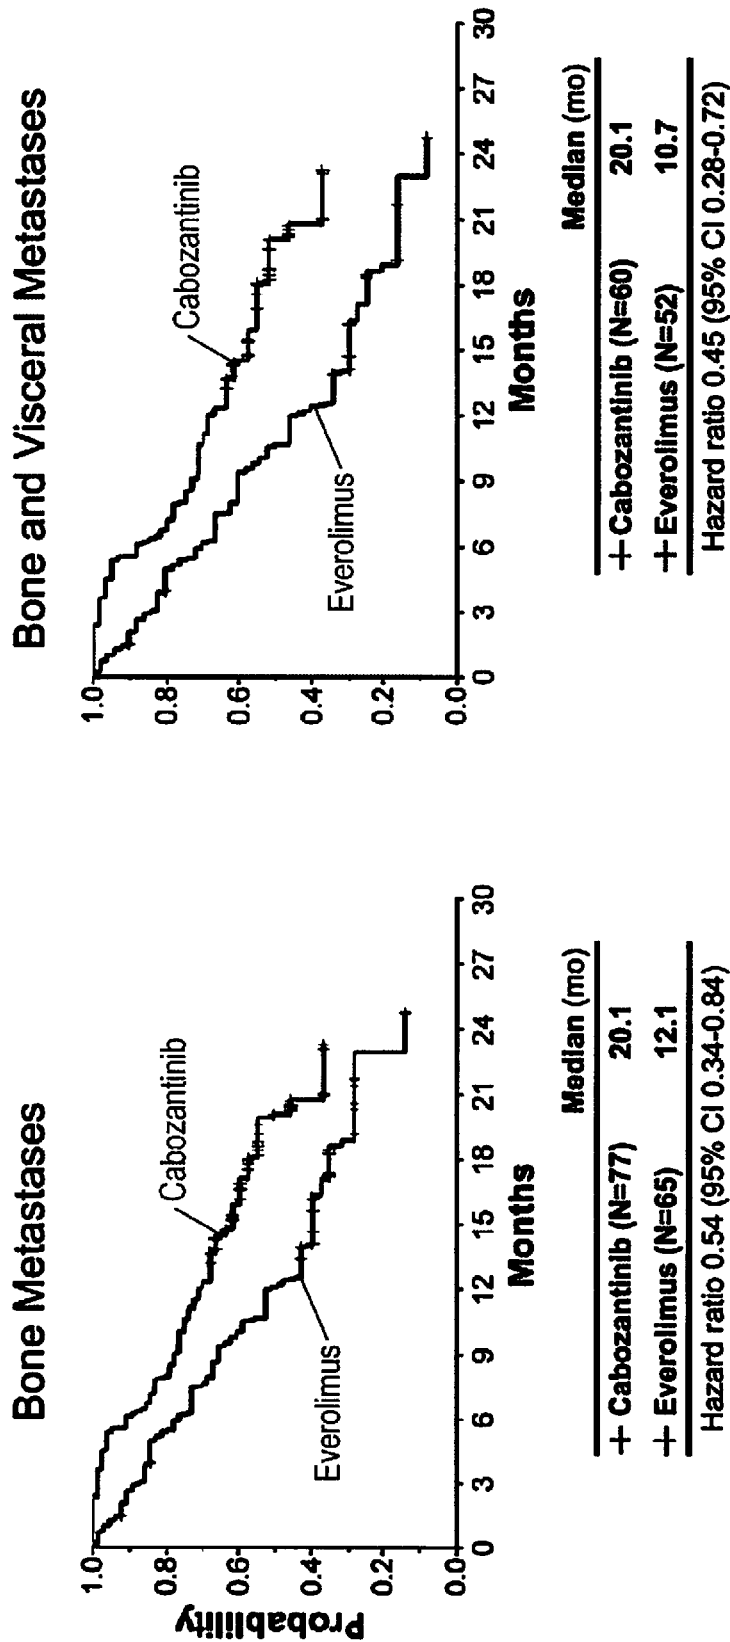 Bone Metastases
Probability
1.0
0.8
0.6
0.4
0.2
0.0
Cabozantinib
Everolimus
0 3 6 9 12 15 18 21 24 27 30
Months
Median (mo)
Cabozantinib (N=77) 20.1
Everolimus (N=65) 12.1
Hazard ratio 0.54 (95% CI 0.34-0.84)
Bone and Visceral Metastases
1.0
0.8
0.6
0.4
0.2
0.0
Cabozantinib
Everolimus
0 3 6 9 12 15 18 21 24 27 30
Months
Median (mo)
Cabozantinib (N=60) 20.1
Everolimus (N=52) 10.7
Hazard ratio 0.45 (95% CI 0.28-0.72)